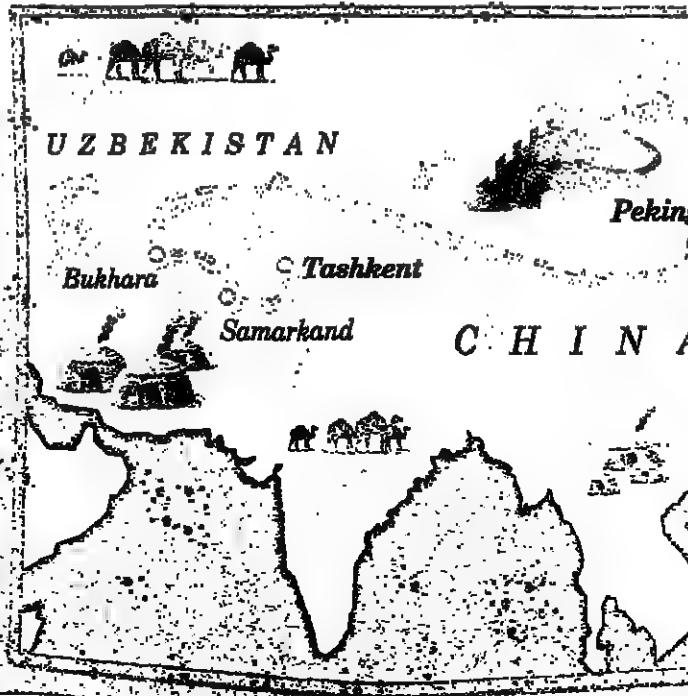 UZBEKISTAN
Peking
Bukhara
Tashkent
Samarkand
CHINA